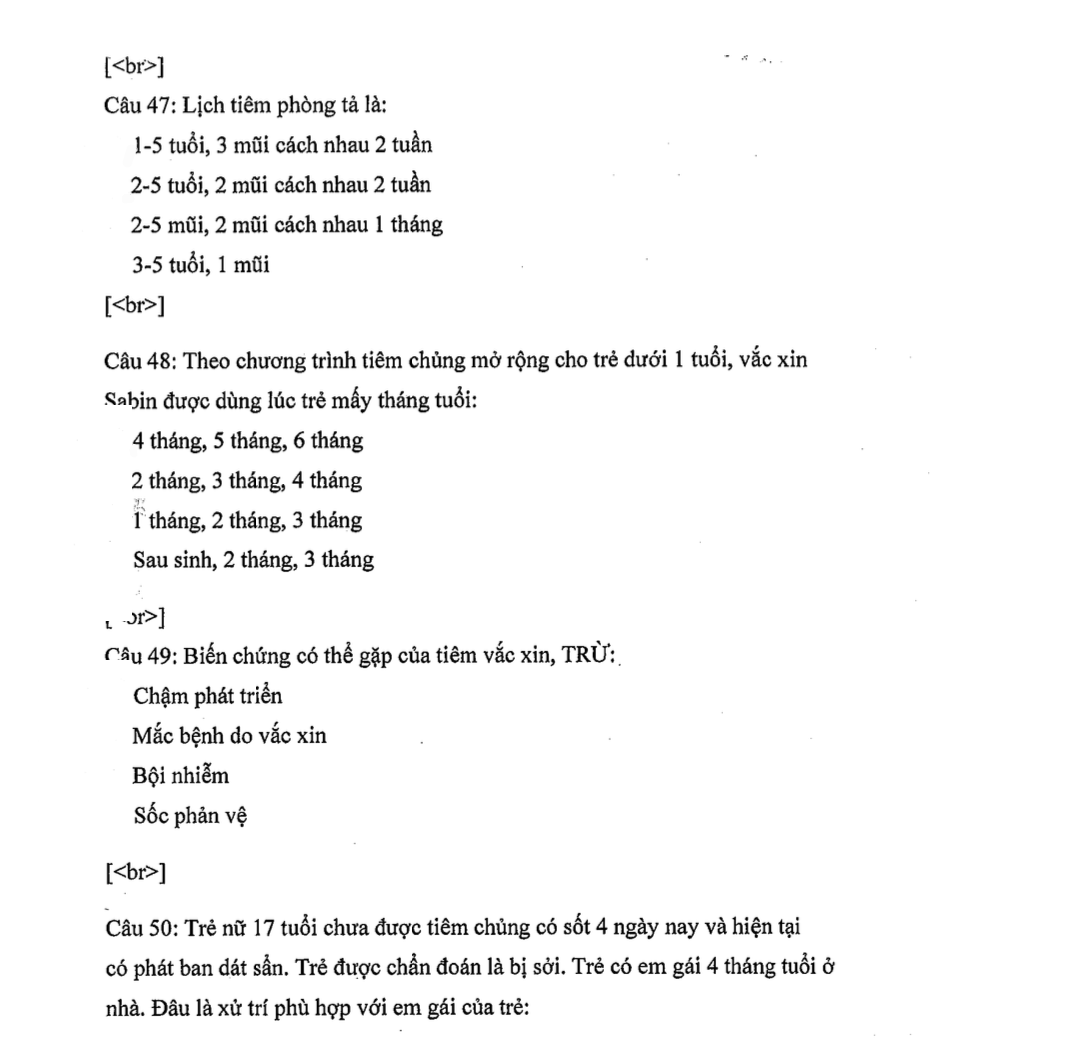 [<br>]
Câu 47: Lịch tiêm phòng tả là:
1-5 tuổi, 3 mũi cách nhau 2 tuần
2-5 tuổi, 2 mũi cách nhau 2 tuần
2-5 mũi, 2 mũi cách nhau 1 tháng
3-5 tuổi, 1 mũi
[<br>]
Câu 48: Theo chương trình tiêm chủng mở rộng cho trẻ dưới 1 tuổi, vắc xin
Sabin được dùng lúc trẻ mấy tháng tuổi:
4 tháng, 5 tháng, 6 tháng
2 tháng, 3 tháng, 4 tháng
1 tháng, 2 tháng, 3 tháng
Sau sinh, 2 tháng, 3 tháng
[<br>]
Câu 49: Biến chứng có thể gặp của tiêm vắc xin, TRỪ:
Chậm phát triển
Mắc bệnh do vắc xin
Bội nhiễm
Sốc phản vệ
[<br>]
Câu 50: Trẻ nữ 17 tuổi chưa được tiêm chủng có sốt 4 ngày nay và hiện tại
có phát ban dát sẩn. Trẻ được chẩn đoán là bị sởi. Trẻ có em gái 4 tháng tuổi ở
nhà. Đâu là xử trí phù hợp với em gái của trẻ: